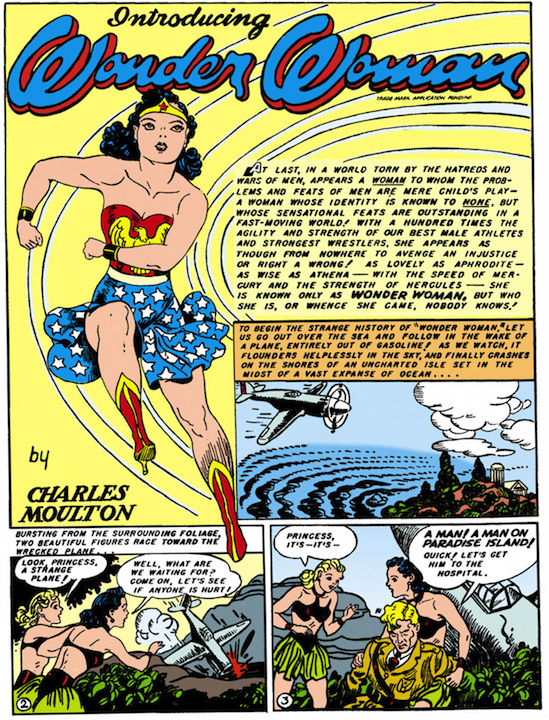 Introducing
Wonder Woman
TRADE MARK APPLICATION PENDING
AT LAST, IN A WORLD TORN BY THE HATREDS AND
WARS OF MEN, APPEARS A WOMAN TO WHOM THE PROB-
LEMS AND FEATS OF MEN ARE MERE CHILD'S PLAY—
A WOMAN WHOSE IDENTITY IS KNOWN TO NONE, BUT
WHOSE SENSATIONAL FEATS ARE OUTSTANDING IN A
FAST-MOVING WORLD! WITH A HUNDRED TIMES THE
AGILITY AND STRENGTH OF OUR BEST MALE ATHLETES
AND STRONGEST WRESTLERS, SHE APPEARS AS
THOUGH FROM NOWHERE TO AVENGE AN INJUSTICE
OR RIGHT A WRONG! AS LOVELY AS APHRODITE—
AS WISE AS ATHENA — WITH THE SPEED OF MER-
CURY AND THE STRENGTH OF HERCULES — SHE
IS KNOWN ONLY AS WONDER WOMAN, BUT WHO
SHE IS, OR WHENCE SHE CAME, NOBODY KNOWS!
TO BEGIN THE STRANGE HISTORY OF "WONDER WOMAN," LET
US GO OUT OVER THE SEA AND FOLLOW IN THE WAKE OF
A PLANE, ENTIRELY OUT OF GASOLINE! AS WE WATCH, IT
FLOUNDERS HELPLESSLY IN THE SKY, AND FINALLY CRASHES
ON THE SHORES OF AN UNCHARTED ISLE SET IN THE
MIDST OF A VAST EXPANSE OF OCEAN....
by
CHARLES
MOULTON
BURSTING FROM THE SURROUNDING FOLIAGE,
TWO BEAUTIFUL FIGURES RACE TOWARD THE
WRECKED PLANE...
LOOK, PRINCESS,
A STRANGE
PLANE!
WELL, WHAT ARE
WE WAITING FOR?
COME ON, LET'S SEE
IF ANYONE IS HURT!
2
PRINCESS,
IT'S—IT'S—
A MAN! A MAN ON
PARADISE ISLAND!
QUICK! LET'S GET
HIM TO THE
HOSPITAL.
3